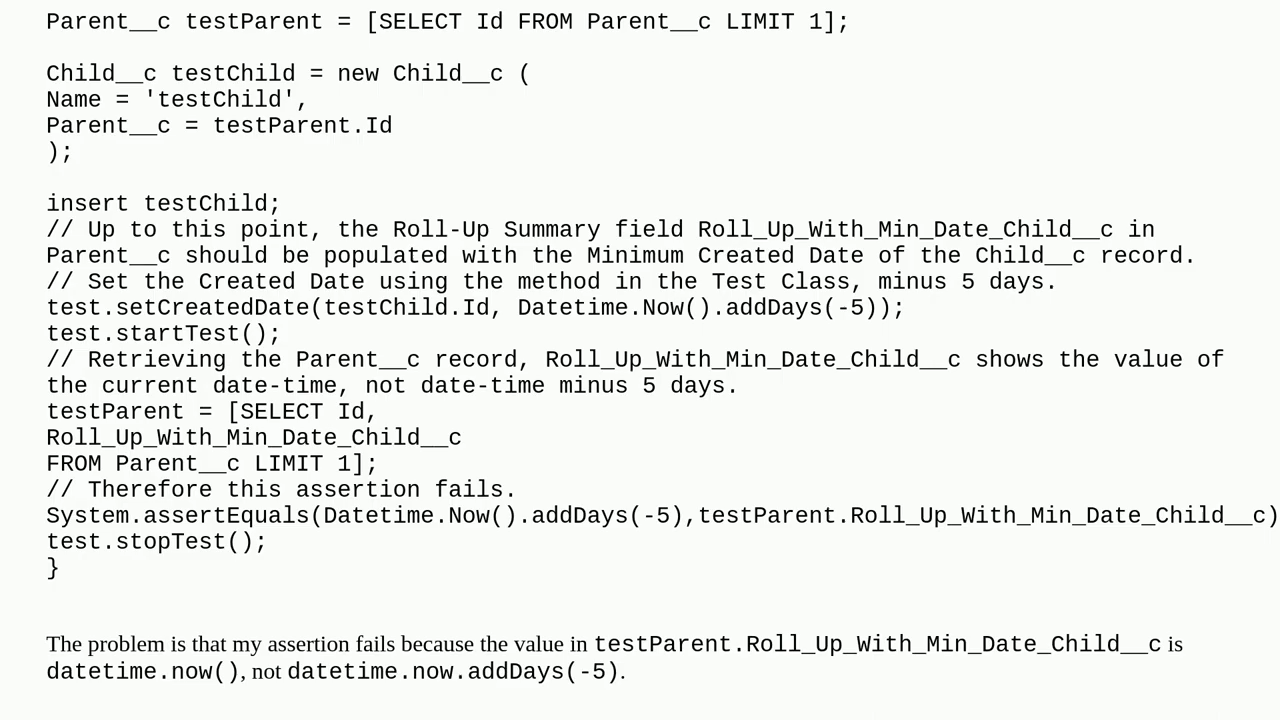 Parent__c testParent = [SELECT Id FROM Parent__c LIMIT 1];
Child__c testChild = new Child__c (
Name = 'testChild',
Parent__c = testParent.Id
);
insert testChild;
// Up to this point, the Roll-Up Summary field Roll_Up_With_Min_Date_Child__c in
Parent__c should be populated with the Minimum Created Date of the Child__c record.
// Set the Created Date using the method in the Test Class, minus 5 days.
test.setCreatedDate(testChild.Id, Datetime.Now().addDays(-5));
test.startTest();
// Retrieving the Parent__c record, Roll_Up_With_Min_Date_Child__c shows the value of
the current date-time, not date-time minus 5 days.
testParent = [SELECT Id,
Roll_Up_With_Min_Date_Child__c
FROM Parent__c LIMIT 1];
// Therefore this assertion fails.
System.assertEquals(Datetime.Now().addDays(-5),testParent.Roll_Up_With_Min_Date_Child__c)
test.stopTest();
}
The problem is that my assertion fails because the value in testParent.Roll_Up_With_Min_Date_Child__c is
datetime.now(), not datetime.now.addDays(-5).